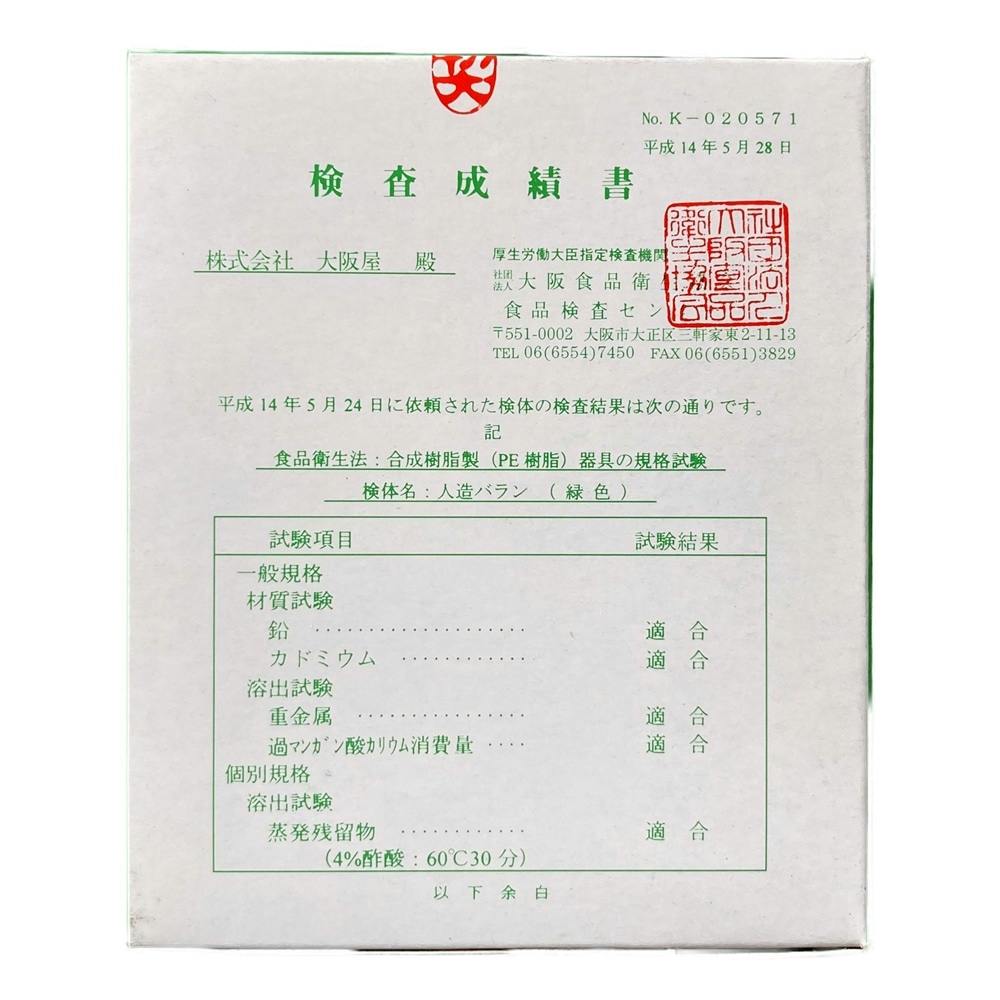 No. K－020571
平成14年5月28日
検査成績書
株式会社 大阪屋 殿
厚生労働大臣指定検査機関
社団法人 大阪食品衛生協会
食品検査セン
〒551-0002 大阪市大正区三軒家東2-11-13
TEL 06(6554)7450 FAX 06(6551)3829
平成14年5月24日に依頼された検体の検査結果は次の通りです。
記
食品衛生法：合成樹脂製（PE樹脂）器具の規格試験
検体名：人造バラン （緑色）
試験項目 試験結果
一般規格
材質試験
鉛 ···················· 適合
カドミウム ············ 適合
溶出試験
重金属 ················ 適合
過ﾏﾝｶﾞﾝ酸ｶﾘｳﾑ消費量 ···· 適合
個別規格
溶出試験
蒸発残留物 ············ 適合
（4%酢酸：60℃30分）
以下余白